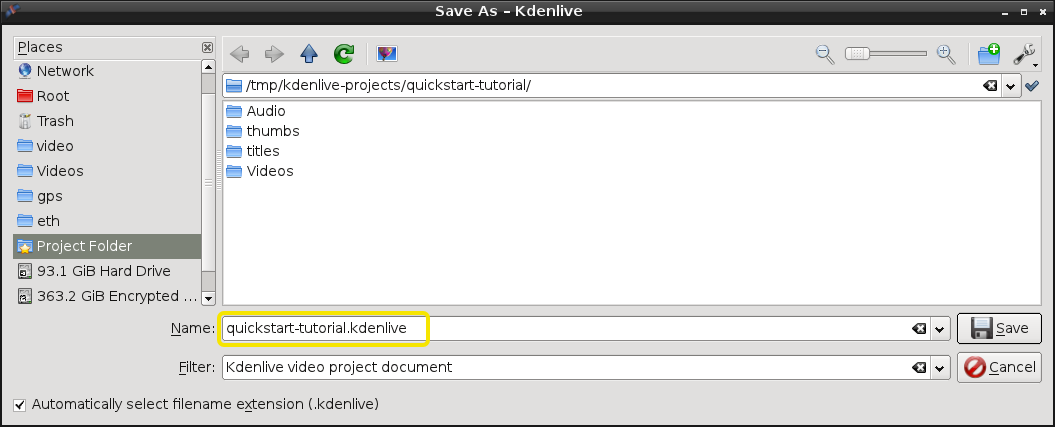 Save As – Kdenlive
Places
Network
Root
Trash
video
Videos
gps
eth
Project Folder
93.1 GiB Hard Drive
363.2 GiB Encrypted ...
/tmp/kdenlive-projects/quickstart-tutorial/
Audio
thumbs
titles
Videos
Name: quickstart-tutorial.kdenlive Save
Filter: Kdenlive video project document Cancel
Automatically select filename extension (.kdenlive)